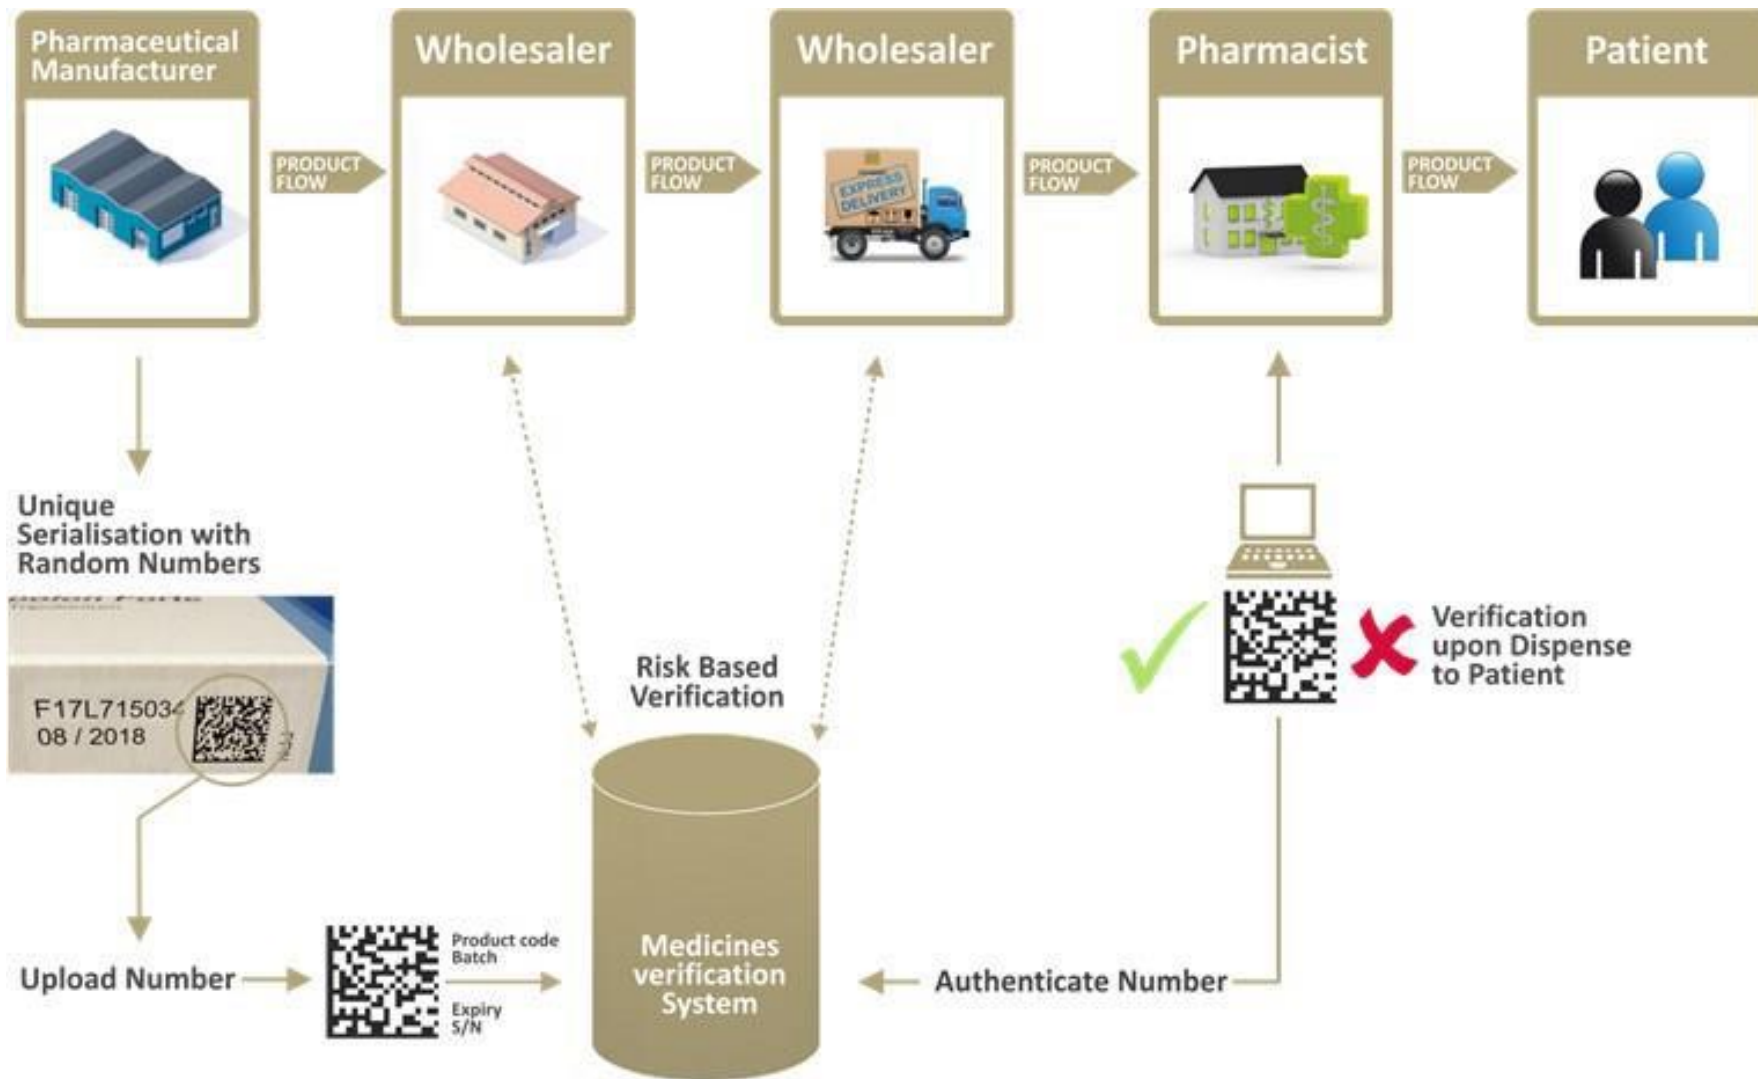 Pharmaceutical
Manufacturer
Wholesaler
Wholesaler
Pharmacist
Patient
PRODUCT
FLOW
PRODUCT
FLOW
EXPRESS
DELIVERY
PRODUCT
FLOW
PRODUCT
FLOW
Unique
Serialisation with
Random Numbers
F17L715034
08 / 2018
Risk Based
Verification
Verification
upon Dispense
to Patient
Upload Number
Product code
Batch
Expiry
S/N
Medicines
verification
System
Authenticate Number